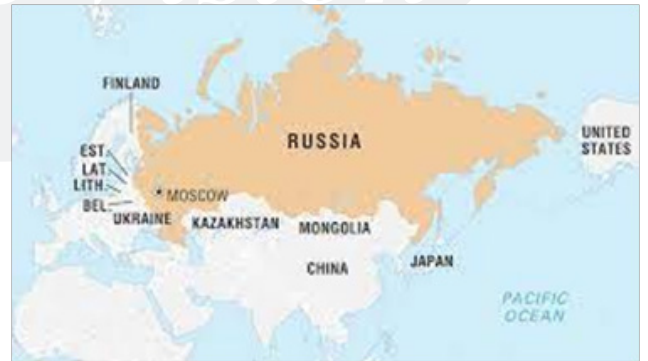 FINLAND
RUSSIA
UNITED
STATES
EST.
LAT.
LITH.
BEL.
MOSCOW
UKRAINE
KAZAKHSTAN
MONGOLIA
CHINA
JAPAN
PACIFIC
OCEAN